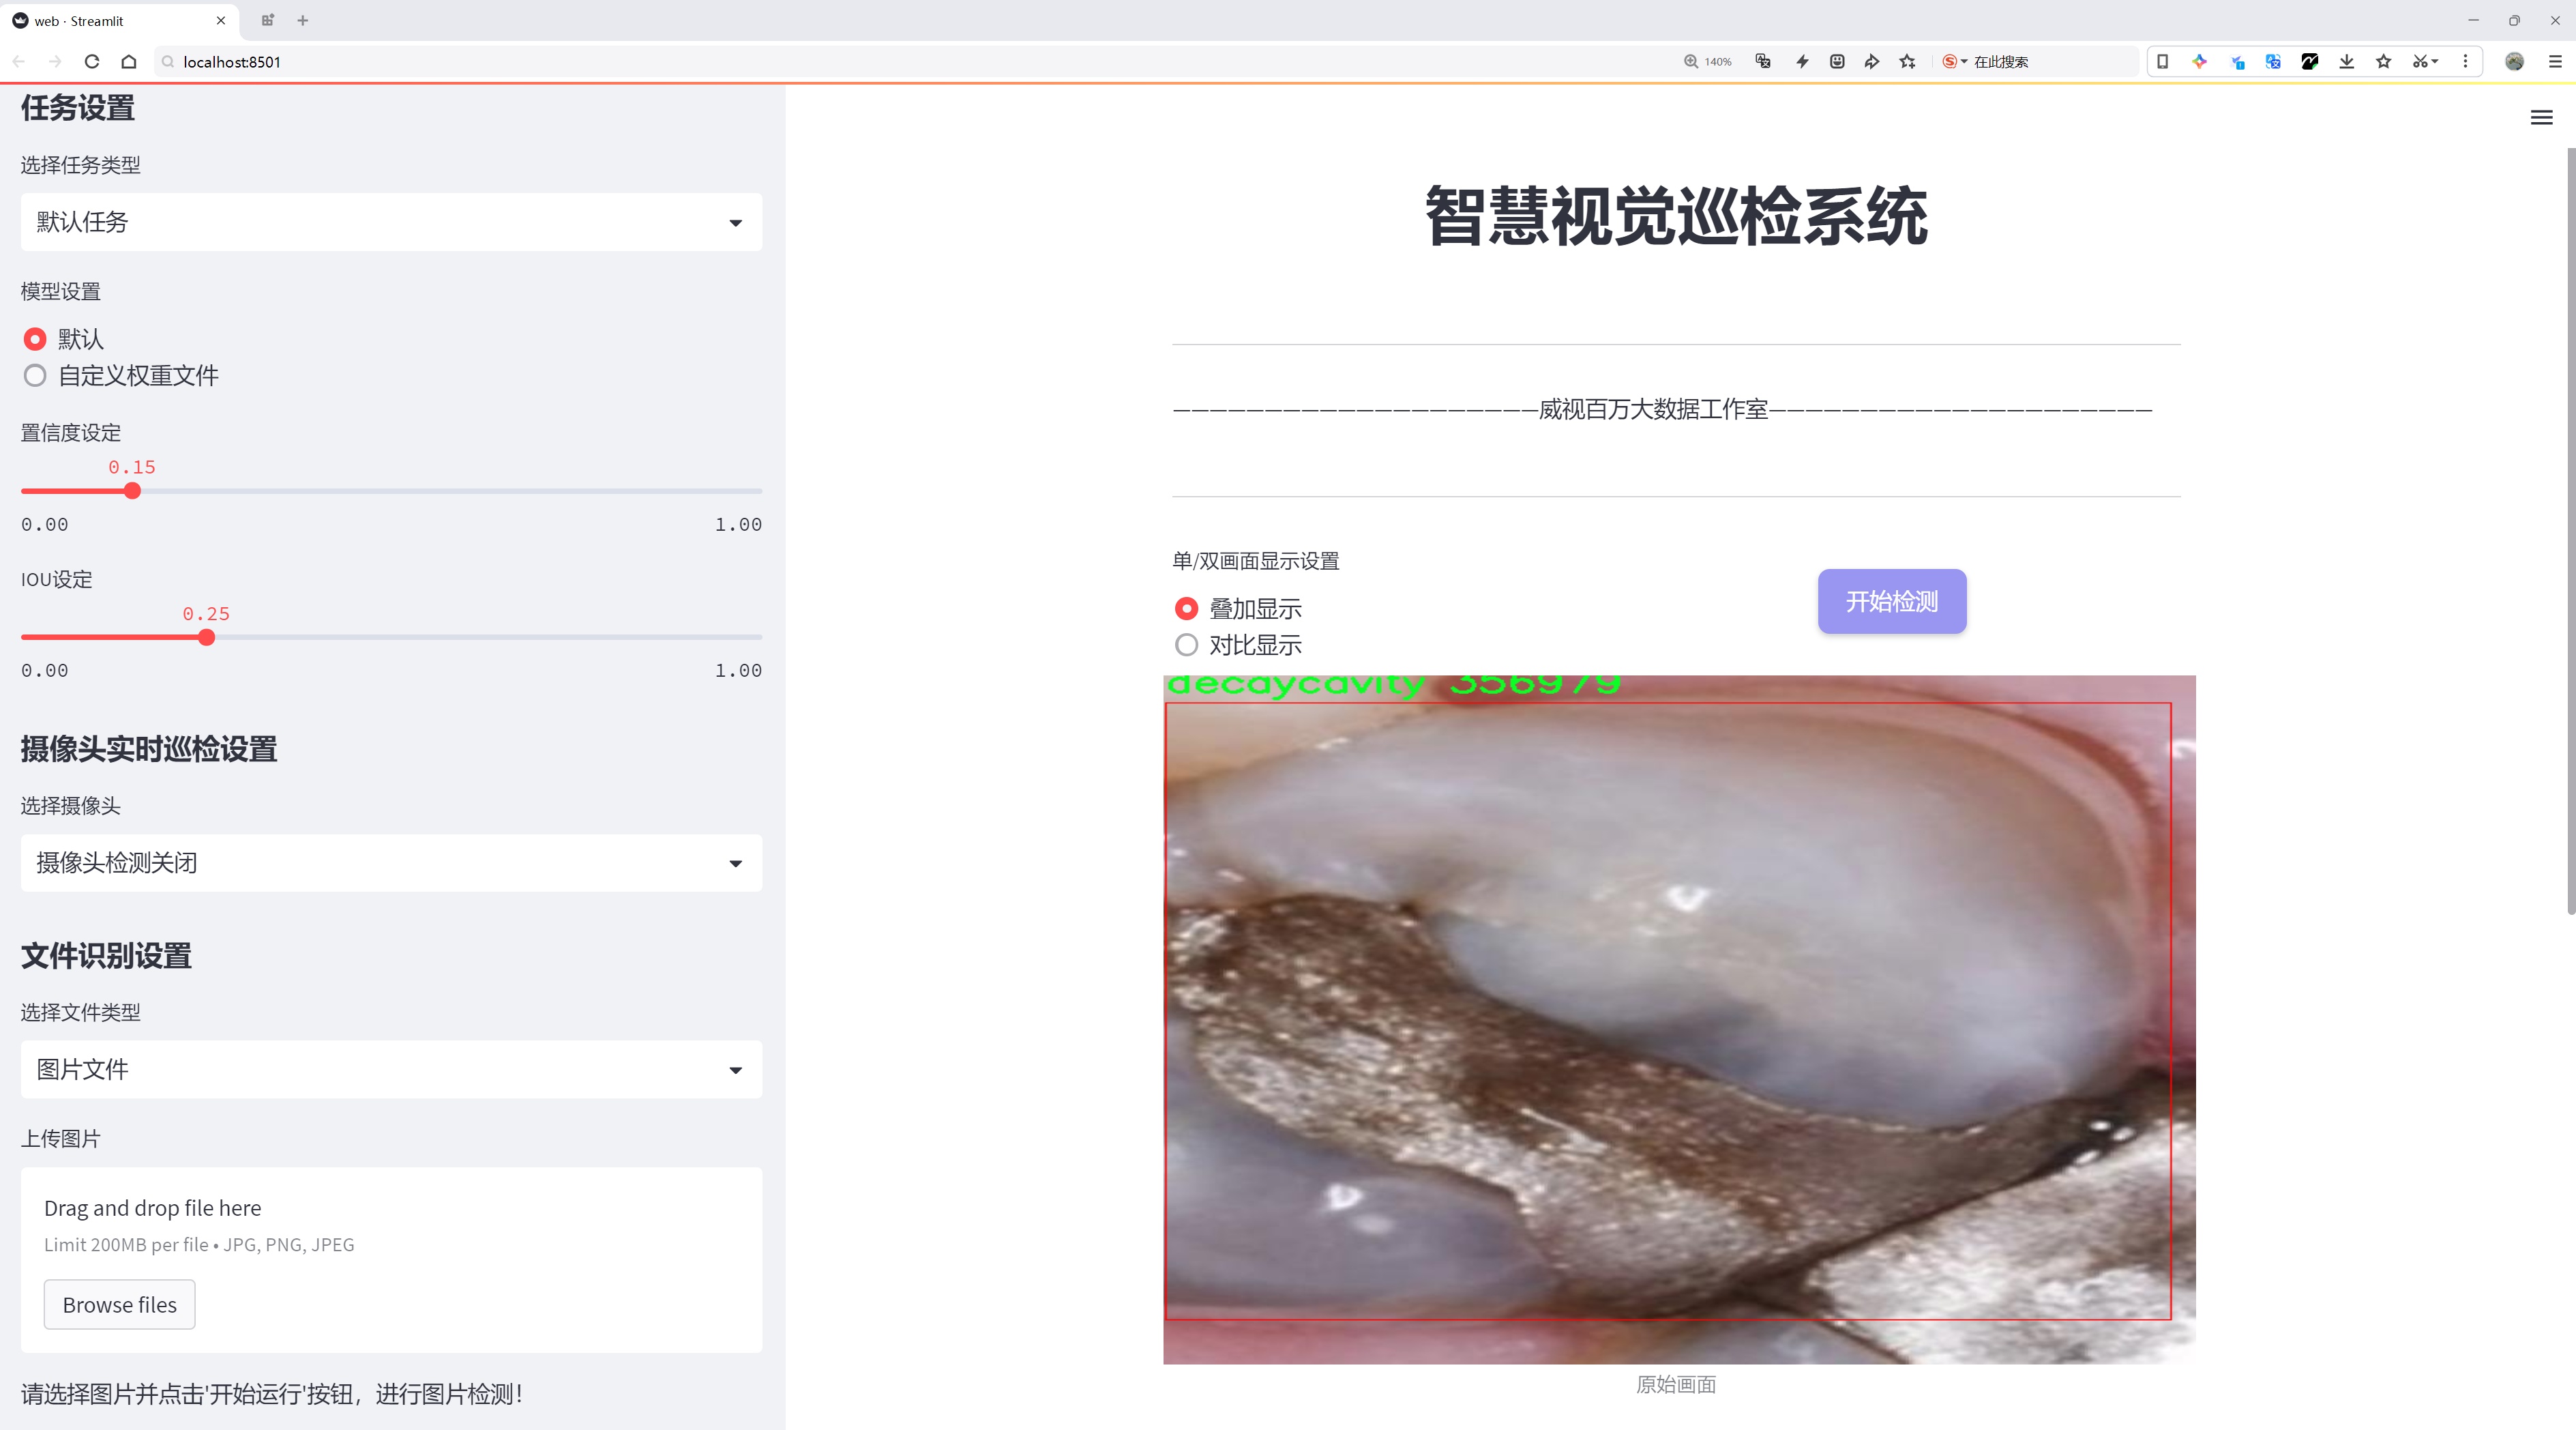 web · Streamlit
localhost:8501
140%
在此搜索
任务设置
选择任务类型
默认任务
模型设置
默认
自定义权重文件
置信度设定
0.15
0.00
1.00
IOU设定
0.25
0.00
1.00
摄像头实时巡检设置
选择摄像头
摄像头检测关闭
文件识别设置
选择文件类型
图片文件
上传图片
Drag and drop file here
Limit 200MB per file • JPG, PNG, JPEG
Browse files
请选择图片并点击'开始运行'按钮，进行图片检测！
智慧视觉巡检系统
————————————————————威视百万大数据工作室—————————————————————
单/双画面显示设置
叠加显示
对比显示
开始检测
decaycavity 356979
原始画面